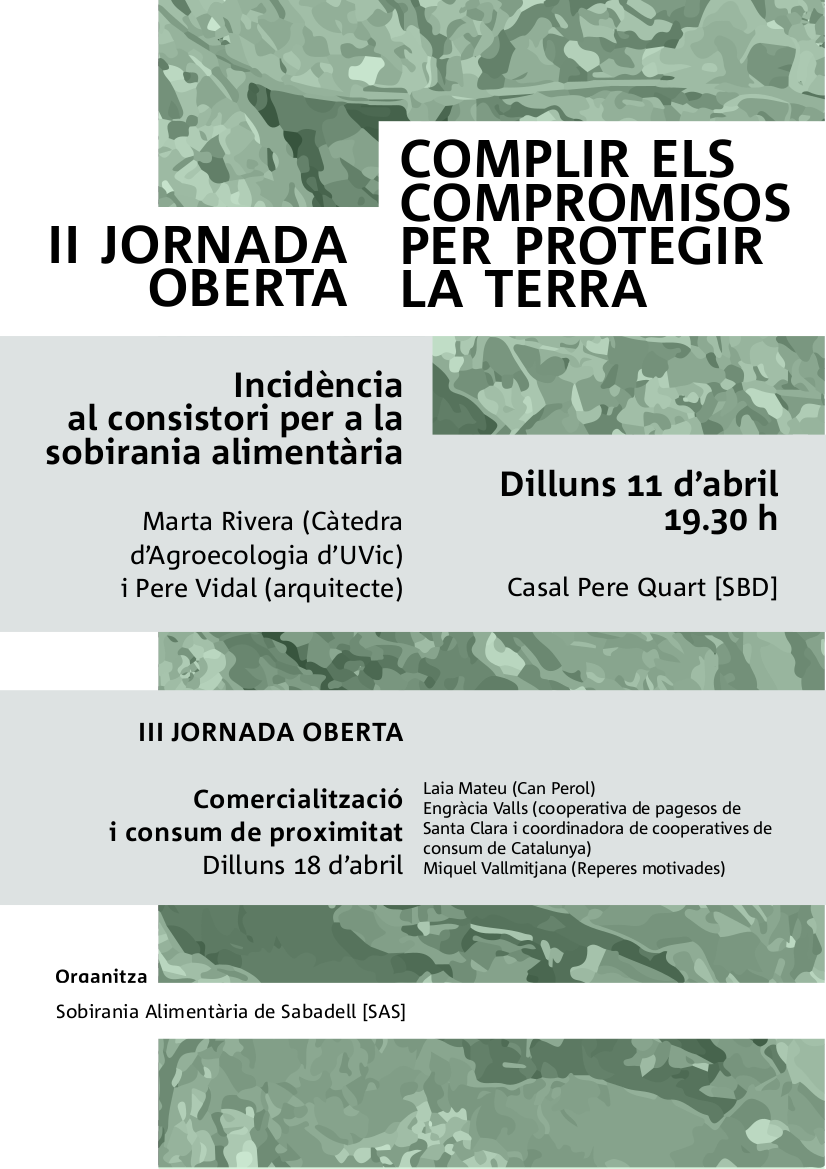 II JORNADA
OBERTA
COMPLIR ELS
COMPROMISOS
PER PROTEGIR
LA TERRA
Incidència
al consistori per a la
sobirania alimentària
Marta Rivera (Càtedra
d’Agroecologia d’UVic)
i Pere Vidal (arquitecte)
Dilluns 11 d’abril
19.30 h
Casal Pere Quart [SBD]
III JORNADA OBERTA
Comercialització
i consum de proximitat
Dilluns 18 d’abril
Laia Mateu (Can Perol)
Engràcia Valls (cooperativa de pagesos de
Santa Clara i coordinadora de cooperatives de
consum de Catalunya)
Miquel Vallmitjana (Reperes motivades)
Organitza
Sobirania Alimentària de Sabadell [SAS]